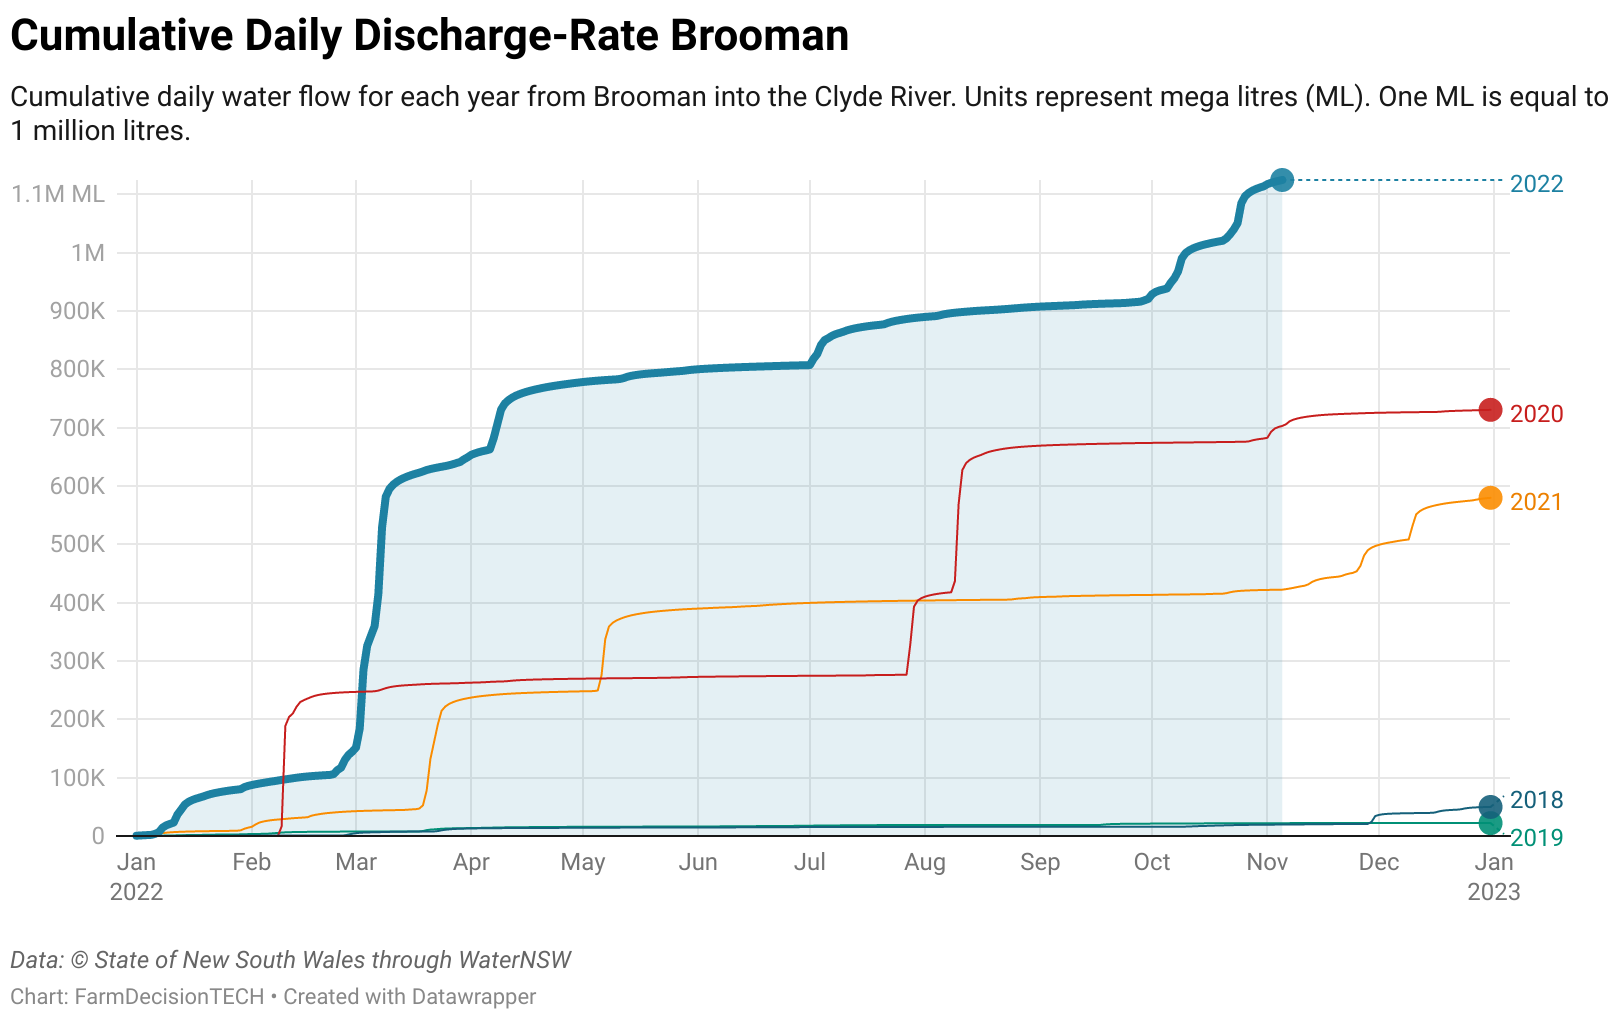 Cumulative Daily Discharge-Rate Brooman
Cumulative daily water flow for each year from Brooman into the Clyde River. Units represent mega litres (ML). One ML is equal to
1 million litres.
1.1M ML
1M
900K
800K
700K
600K
500K
400K
300K
200K
100K
0
2022
2020
2021
2018
2019
Jan Feb Mar Apr May Jun Jul Aug Sep Oct Nov Dec Jan
2022 2023
Data: © State of New South Wales through WaterNSW
Chart: FarmDecisionTECH • Created with Datawrapper